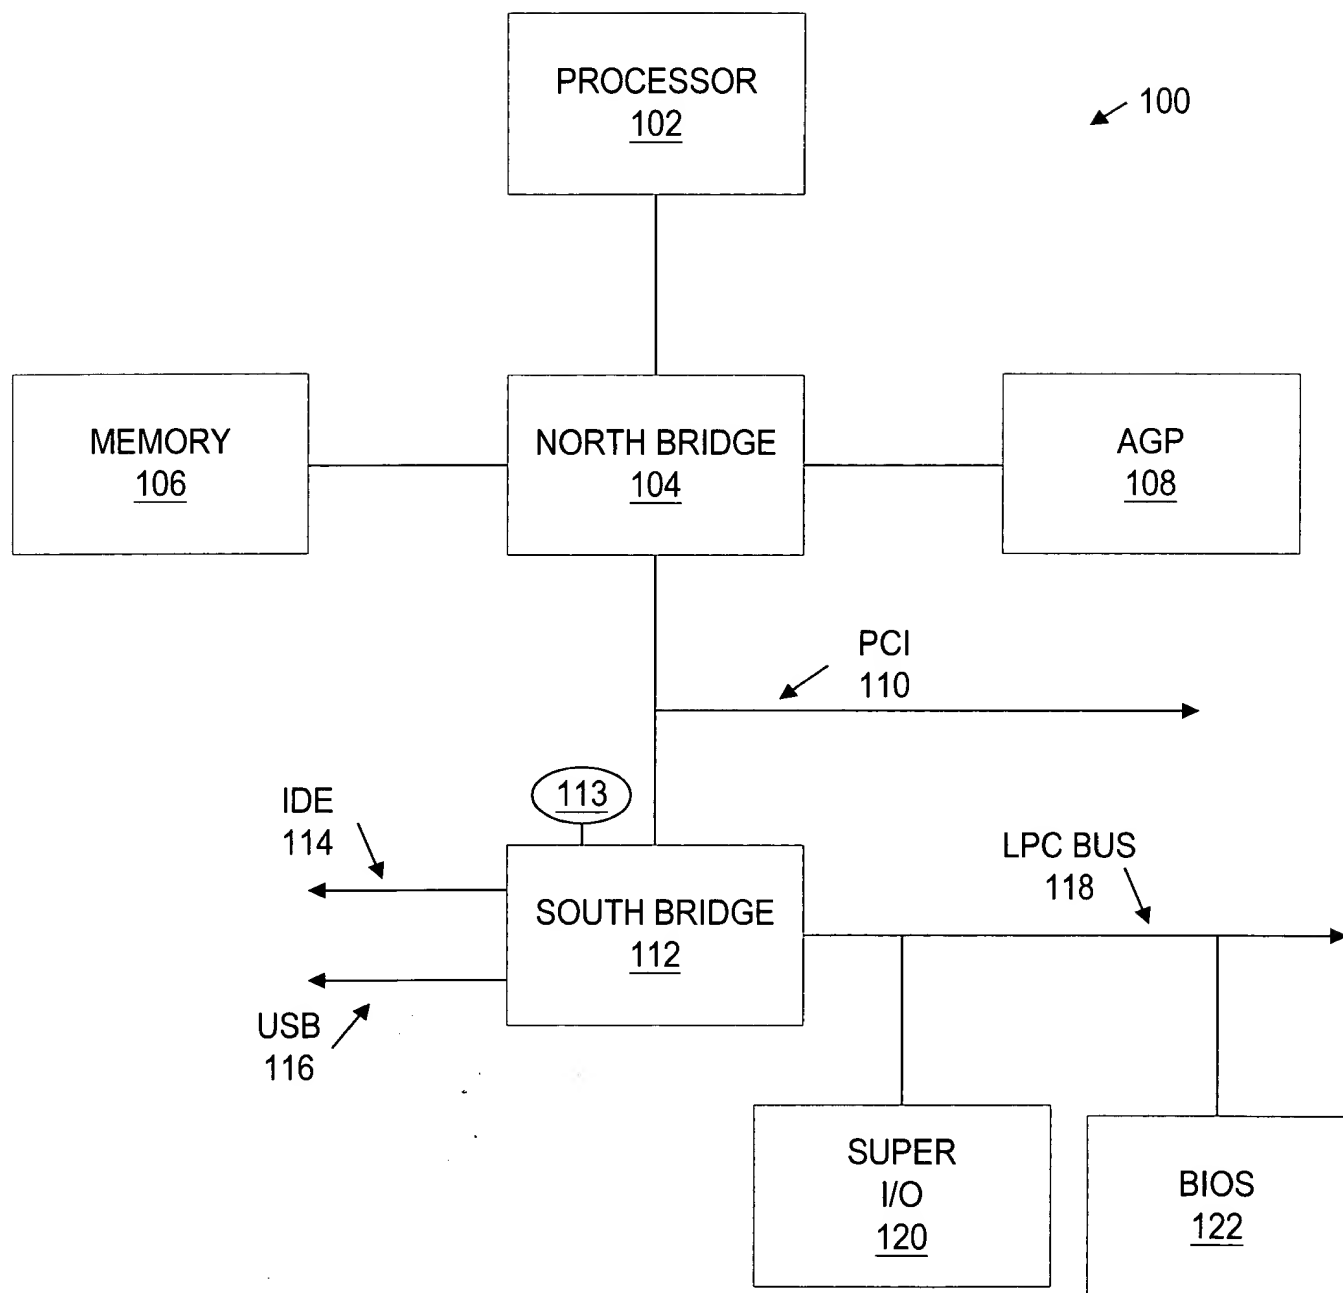 PROCESSOR
102
100
MEMORY
106
NORTH BRIDGE
104
AGP
108
PCI
110
113
IDE
114
LPC BUS
118
SOUTH BRIDGE
112
USB
116
SUPER
I/O
120
BIOS
122